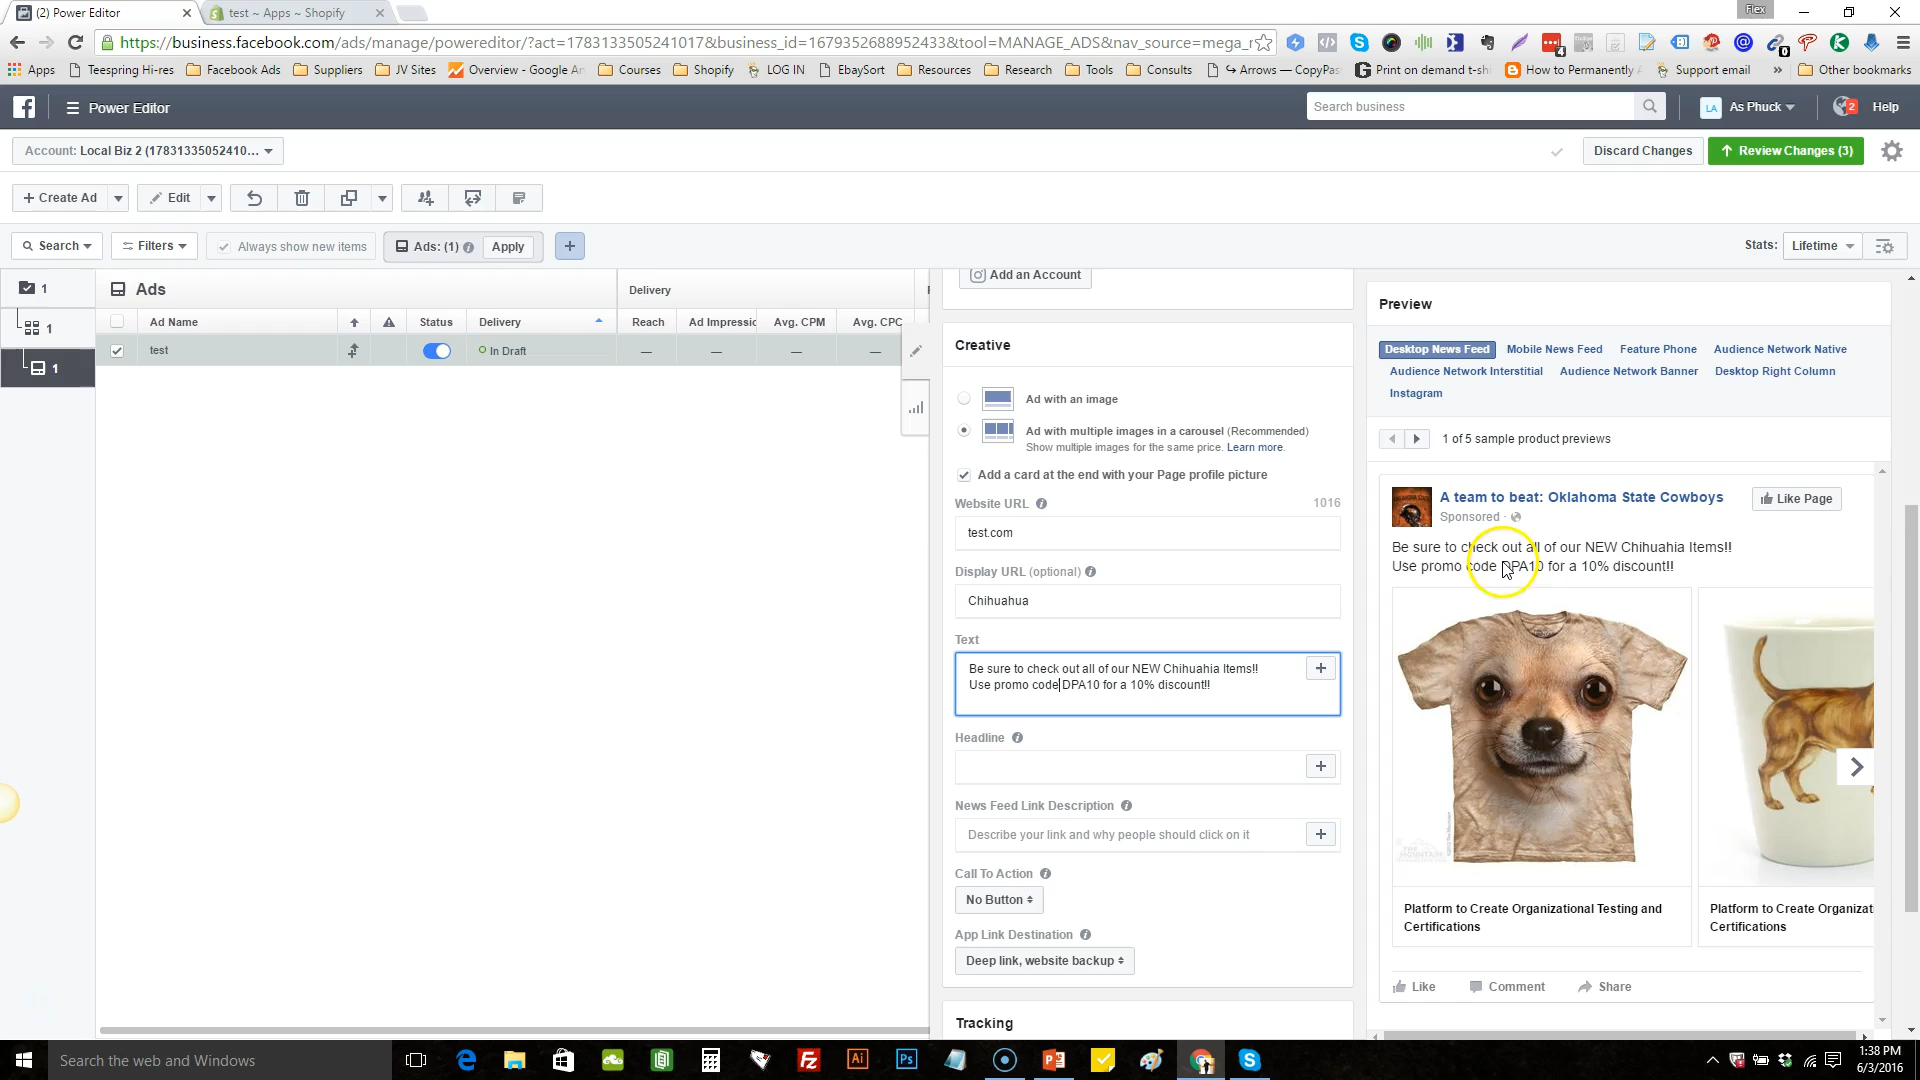 (2) Power Editor
test ~ Apps ~ Shopify
Flex
https://business.facebook.com/ads/manage/powereditor/?act=1783133505241017&business_id=1679352688952433&tool=MANAGE_ADS&nav_source=mega_
Apps
Teespring Hi-res
Facebook Ads
Suppliers
JV Sites
Overview - Google
Courses
Shopify
LOG IN
EbaySort
Resources
Research
Tools
Consults
Arrows — CopyPas
Print on demand t-sh
How to Permanently
Support email
»
Other bookmarks
Power Editor
Search business
LA
As Phuck
2
Help
Account: Local Biz 2 (17831335052410...
Discard Changes
Review Changes (3)
+ Create Ad
Edit
Search
Filters
Always show new items
Ads: (1)
Apply
+
Stats:
Lifetime
1
Ads
Delivery
1
Ad Name
Status
Delivery
Reach
Ad Impressic
Avg. CPM
Avg. CPC
1
test
In Draft
—
—
—
—
Add an Account
Creative
Ad with an image
Ad with multiple images in a carousel (Recommended)
Show multiple images for the same price. Learn more.
Add a card at the end with your Page profile picture
Website URL
1016
test.com
Display URL (optional)
Chihuahua
Text
Be sure to check out all of our NEW Chihuahia Items!!
Use promo code DPA10 for a 10% discount!!
+
Headline
+
News Feed Link Description
Describe your link and why people should click on it
+
Call To Action
No Button
App Link Destination
Deep link, website backup
Tracking
Preview
Desktop News Feed
Mobile News Feed
Feature Phone
Audience Network Native
Audience Network Interstitial
Audience Network Banner
Desktop Right Column
Instagram
1 of 5 sample product previews
A team to beat: Oklahoma State Cowboys
Like Page
Sponsored ·
Be sure to check out all of our NEW Chihuahia Items!!
Use promo code DPA10 for a 10% discount!!
THE MOUNTAIN
Platform to Create Organizational Testing and
Certifications
Platform to Create Organizat
Certifications
Like
Comment
Share
Search the web and Windows
1:38 PM
6/3/2016